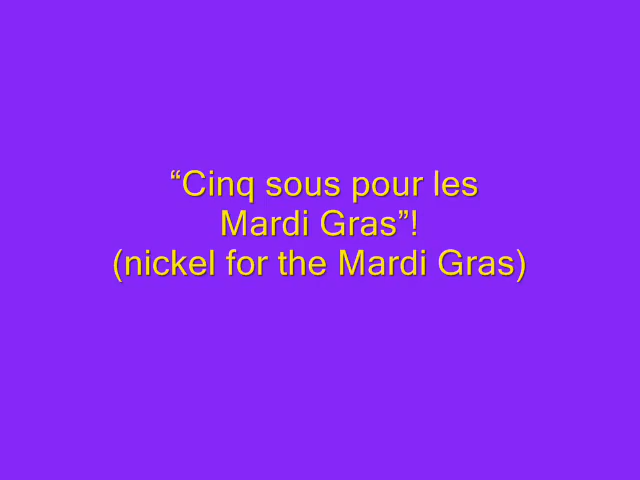 “Cinq sous pour les
Mardi Gras”!
(nickel for the Mardi Gras)